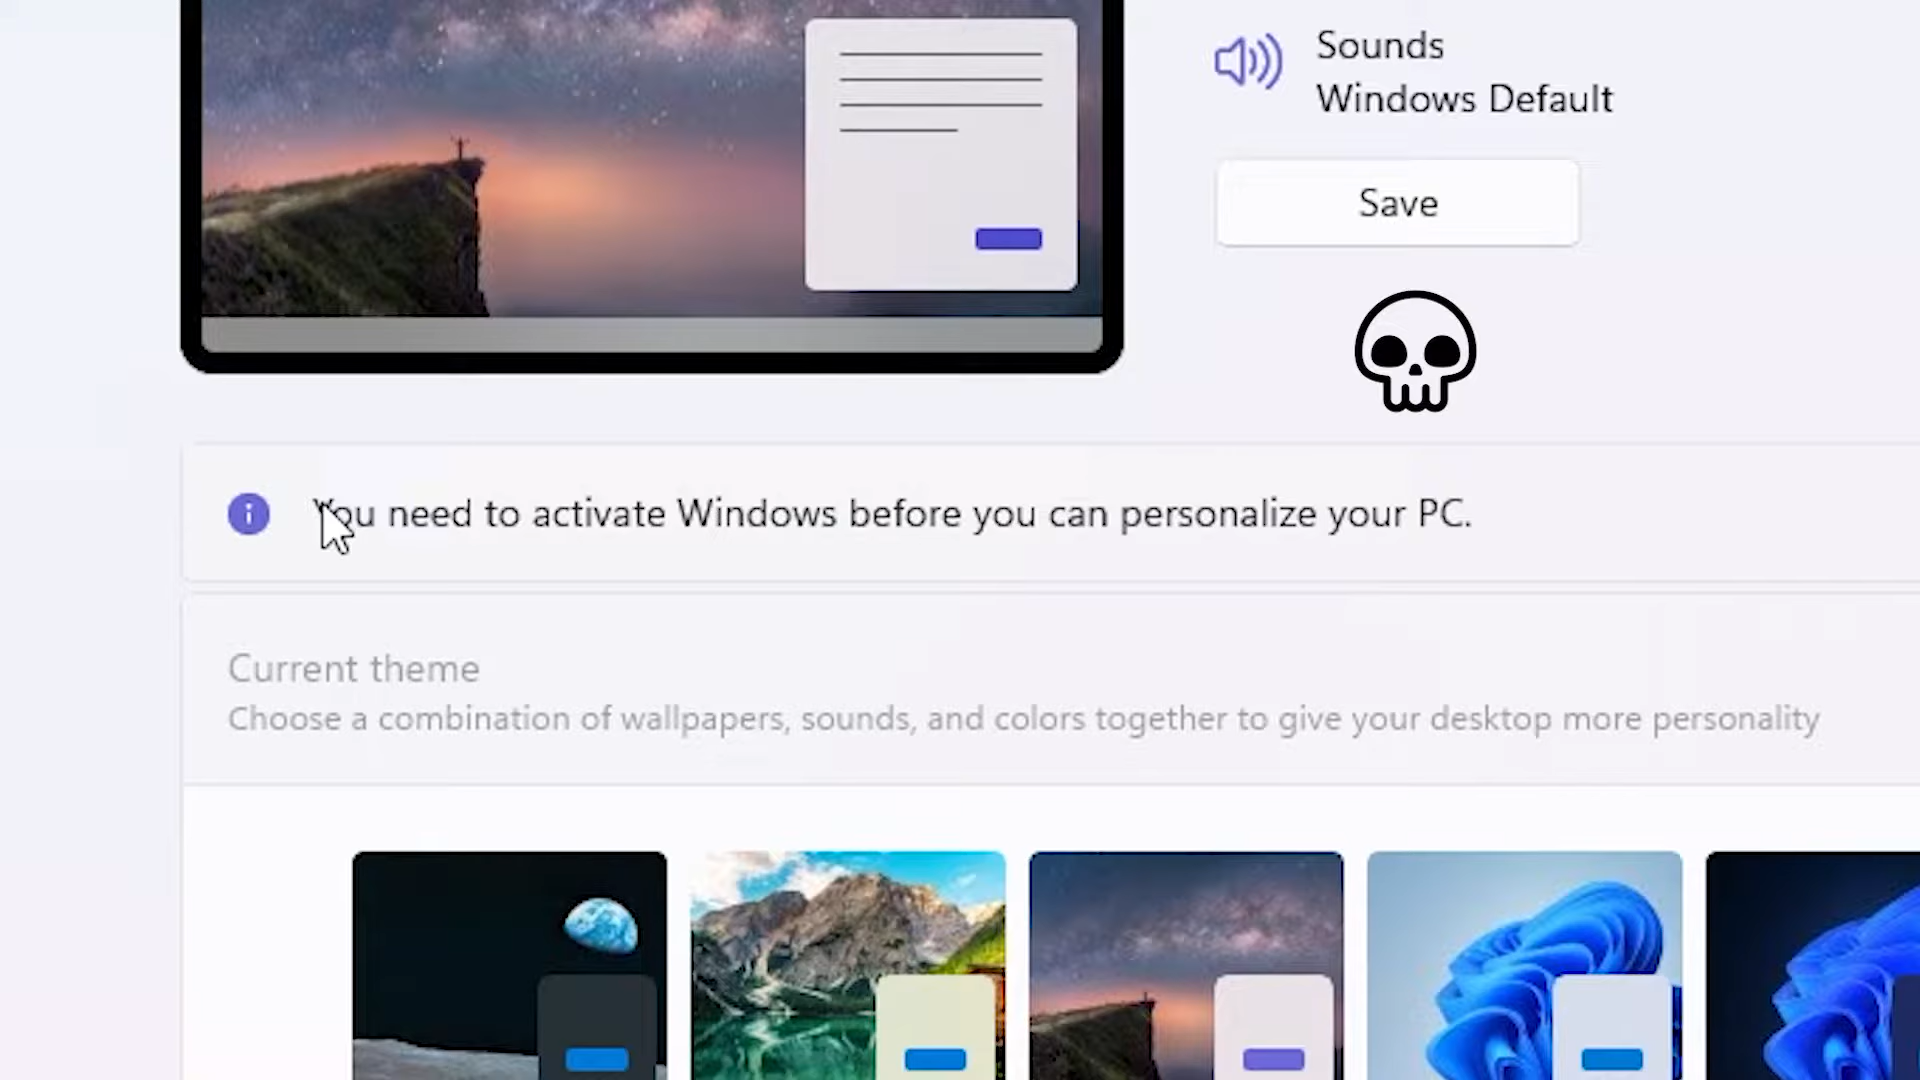 Sounds
Windows Default
Save
You need to activate Windows before you can personalize your PC.
Current theme
Choose a combination of wallpapers, sounds, and colors together to give your desktop more personality